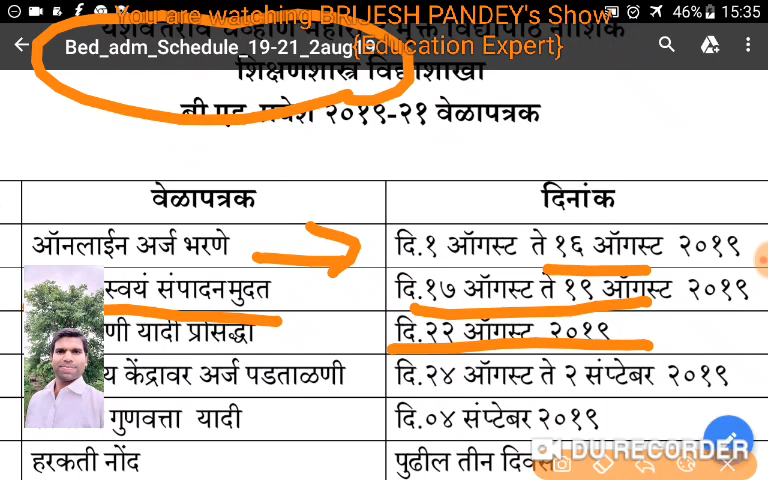 You are watching BRIJESH PANDEY's Show
46% 15:35
{Education Expert}
Bed_adm_Schedule_19-21_2aug19
शिक्षणशास्त्र विद्याशाखा
२०१९-२१ वेळापत्रक
वेळापत्रक दिनांक
ऑनलाईन अर्ज भरणे दि.१ ऑगस्ट ते १६ ऑगस्ट २०१९
स्वयं संपादनमुदत दि.१७ ऑगस्ट ते १९ ऑगस्ट २०१९
यादी दि.२२ ऑगस्ट २०१९
केंद्रावर अर्ज पडताळणी दि.२४ ऑगस्ट ते २ संप्टेबर २०१९
गुणवत्ता यादी दि.०४ संप्टेबर २०१९
हरकती नोंद पुढील तीन दिवस
DU RECORDER